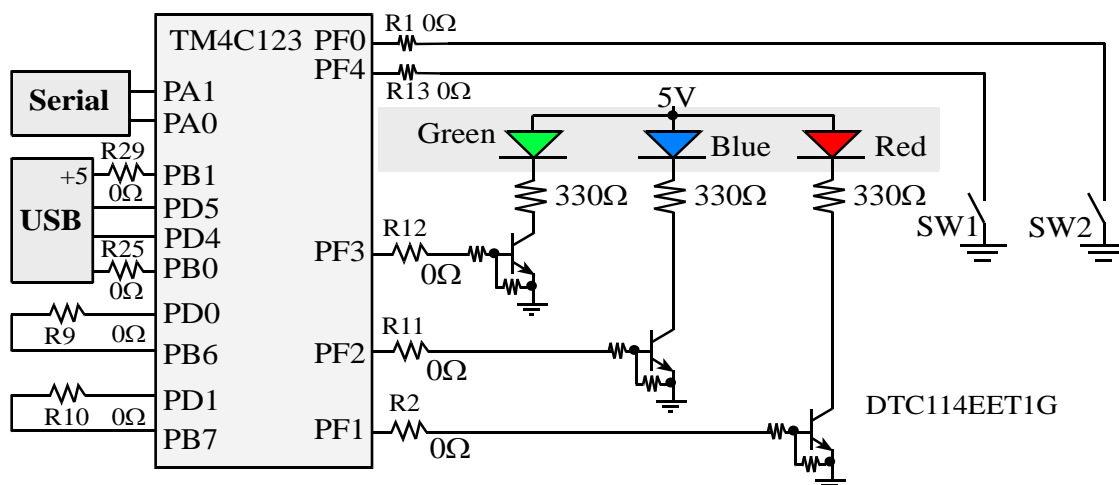 R1 0Ω
TM4C123
PF0
PF4
R13 0Ω
Serial
PA1
PA0
5V
Green
Blue
Red
R29
+5
0Ω
PB1
USB
PD5
PD4
R25
PB0
0Ω
330Ω
330Ω
330Ω
SW1
SW2
PF3
R12
0Ω
PD0
R9
0Ω
PB6
PF2
R11
0Ω
PD1
R10
0Ω
PB7
PF1
R2
0Ω
DTC114EET1G